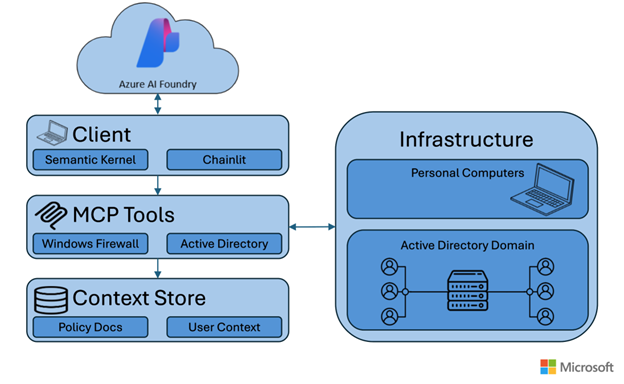 Azure AI Foundry
Client
Semantic Kernel
Chainlit
MCP Tools
Windows Firewall
Active Directory
Context Store
Policy Docs
User Context
Infrastructure
Personal Computers
Active Directory Domain
Microsoft